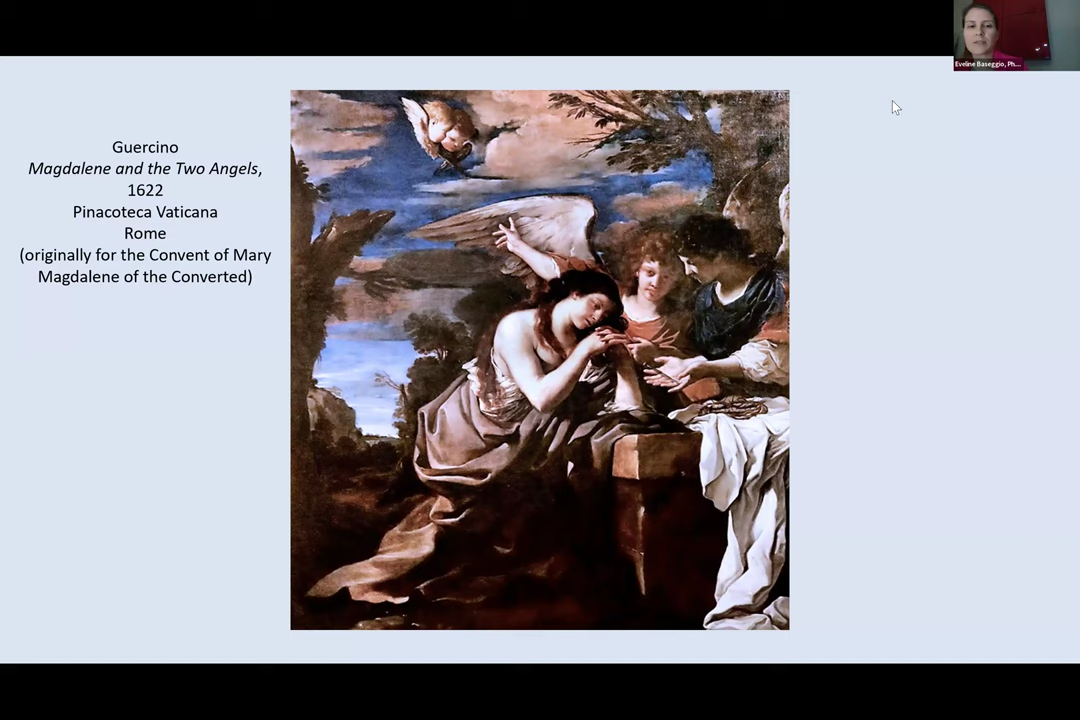 Eveline Baseggio, Ph....
Guercino
Magdalene and the Two Angels,
1622
Pinacoteca Vaticana
Rome
(originally for the Convent of Mary
Magdalene of the Converted)